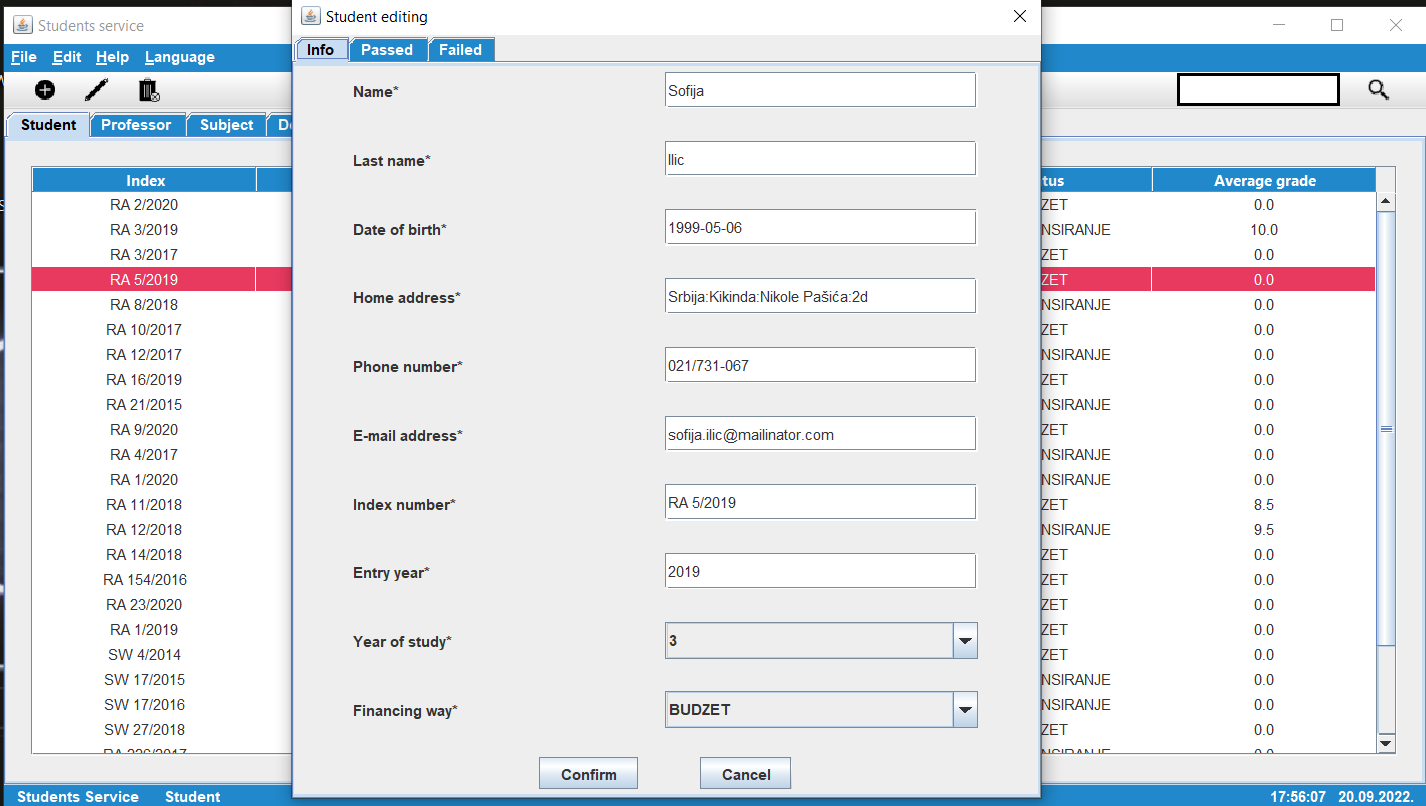 Students service
Student editing
File Edit Help Language
Info Passed Failed
Student Professor Subject
Name* Sofija
Last name* Ilic
Date of birth* 1999-05-06
Home address* Srbija:Kikinda:Nikole Pašića:2d
Phone number* 021/731-067
E-mail address* sofija.ilic@mailinator.com
Index number* RA 5/2019
Entry year* 2019
Year of study* 3
Financing way* BUDZET
Confirm Cancel
Index tus Average grade
RA 2/2020 ZET 0.0
RA 3/2019 NSIRANJE 10.0
RA 3/2017 ZET 0.0
RA 5/2019 ZET 0.0
RA 8/2018 NSIRANJE 0.0
RA 10/2017 ZET 0.0
RA 12/2017 NSIRANJE 0.0
RA 16/2019 ZET 0.0
RA 21/2015 NSIRANJE 0.0
RA 9/2020 ZET 0.0
RA 4/2017 NSIRANJE 0.0
RA 1/2020 NSIRANJE 0.0
RA 11/2018 ZET 8.5
RA 12/2018 NSIRANJE 9.5
RA 14/2018 ZET 0.0
RA 154/2016 ZET 0.0
RA 23/2020 ZET 0.0
RA 1/2019 ZET 0.0
SW 4/2014 ZET 0.0
SW 17/2015 NSIRANJE 0.0
SW 17/2016 NSIRANJE 0.0
SW 27/2018 ZET 0.0
Students Service Student 17:56:07 20.09.2022.